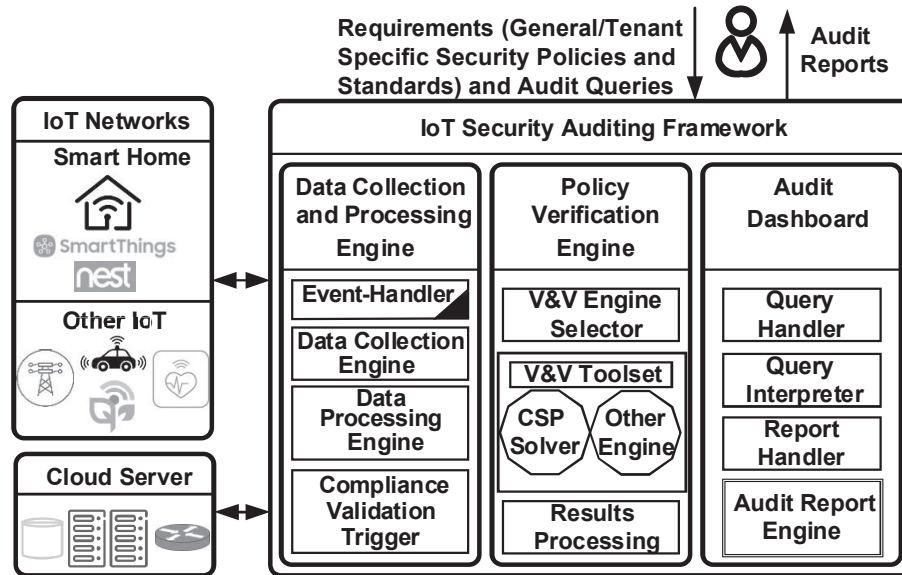 Requirements (General/Tenant
Specific Security Policies and
Standards) and Audit Queries
Audit
Reports
IoT Networks
Smart Home
SmartThings
nest
Other IoT
Cloud Server
IoT Security Auditing Framework
Data Collection
and Processing
Engine
Event-Handler
Data Collection
Engine
Data
Processing
Engine
Compliance
Validation
Trigger
Policy
Verification
Engine
V&V Engine
Selector
V&V Toolset
CSP
Solver
Other
Engine
Results
Processing
Audit
Dashboard
Query
Handler
Query
Interpreter
Report
Handler
Audit Report
Engine